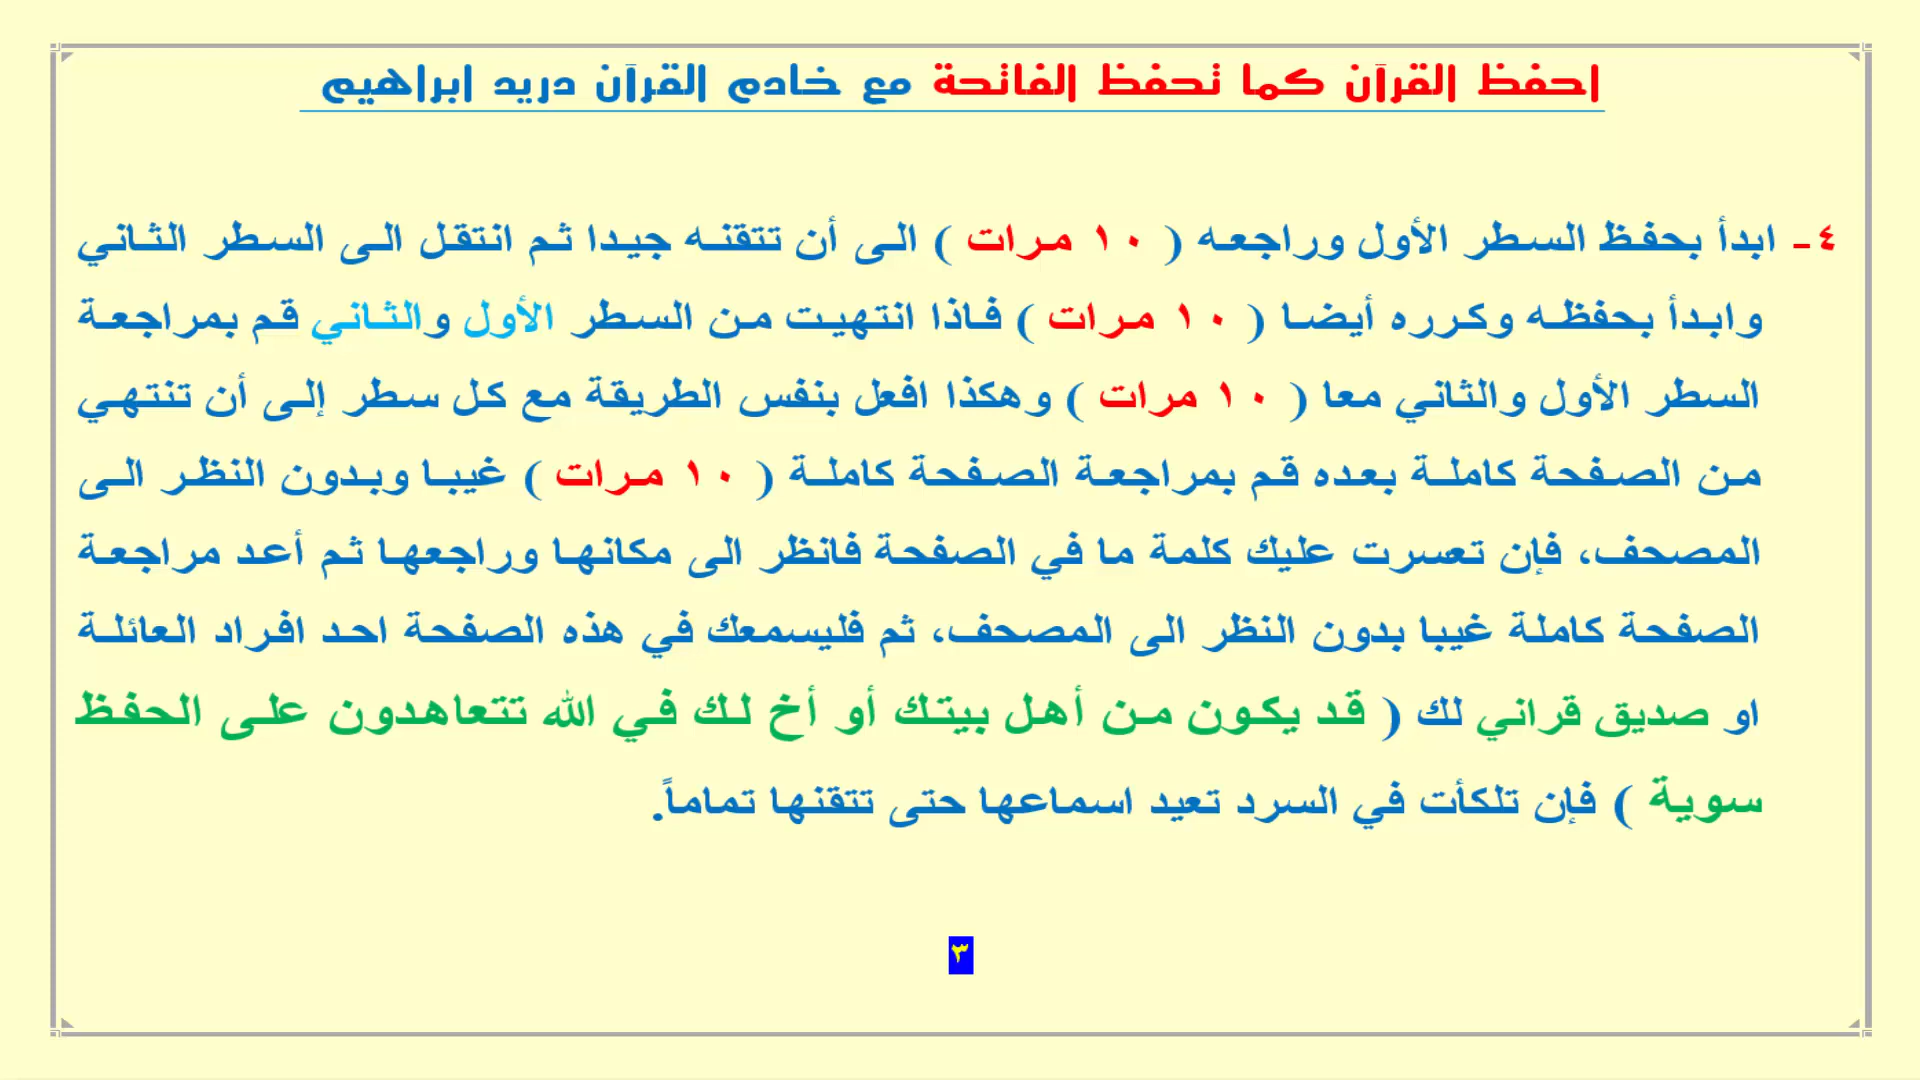 احفظ القرآن كما تحفظ الفاتحة مع خادم القرآن دريد ابراهيم
٤- ابدأ بحفظ السطر الأول وراجعه ( ١٠ مرات ) الى أن تتقنه جيدا ثم انتقل الى السطر الثاني
وابدأ بحفظه وكرره أيضا ( ١٠ مرات ) فاذا انتهيت من السطر الأول والثاني قم بمراجعة
السطر الأول والثاني معا ( ١٠ مرات ) وهكذا افعل بنفس الطريقة مع كل سطر إلى أن تنتهي
من الصفحة كاملة بعده قم بمراجعة الصفحة كاملة ( ١٠ مرات ) غيبا وبدون النظر الى
المصحف، فإن تعسرت عليك كلمة ما في الصفحة فانظر الى مكانها وراجعها ثم أعد مراجعة
الصفحة كاملة غيبا بدون النظر الى المصحف، ثم فليسمعك في هذه الصفحة احد افراد العائلة
او صديق قراني لك ( قد يكون من أهل بيتك أو أخ لك في الله تتعاهدون على الحفظ
سوية ) فإن تلكأت في السرد تعيد اسماعها حتى تتقنها تماماً.
٣